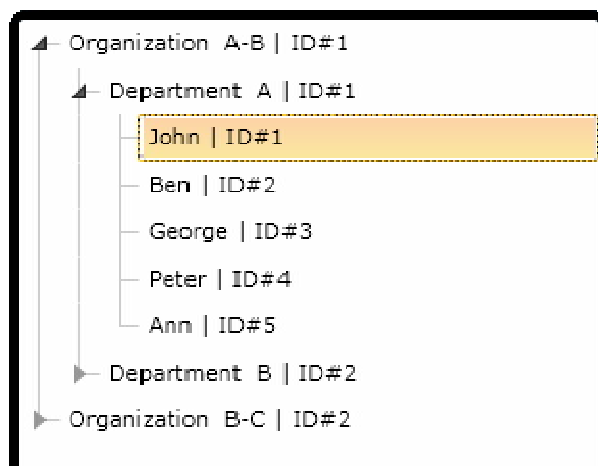 Organization A-B | ID#1
Department A | ID#1
John | ID#1
Ben | ID#2
George | ID#3
Peter | ID#4
Ann | ID#5
Department B | ID#2
Organization B-C | ID#2